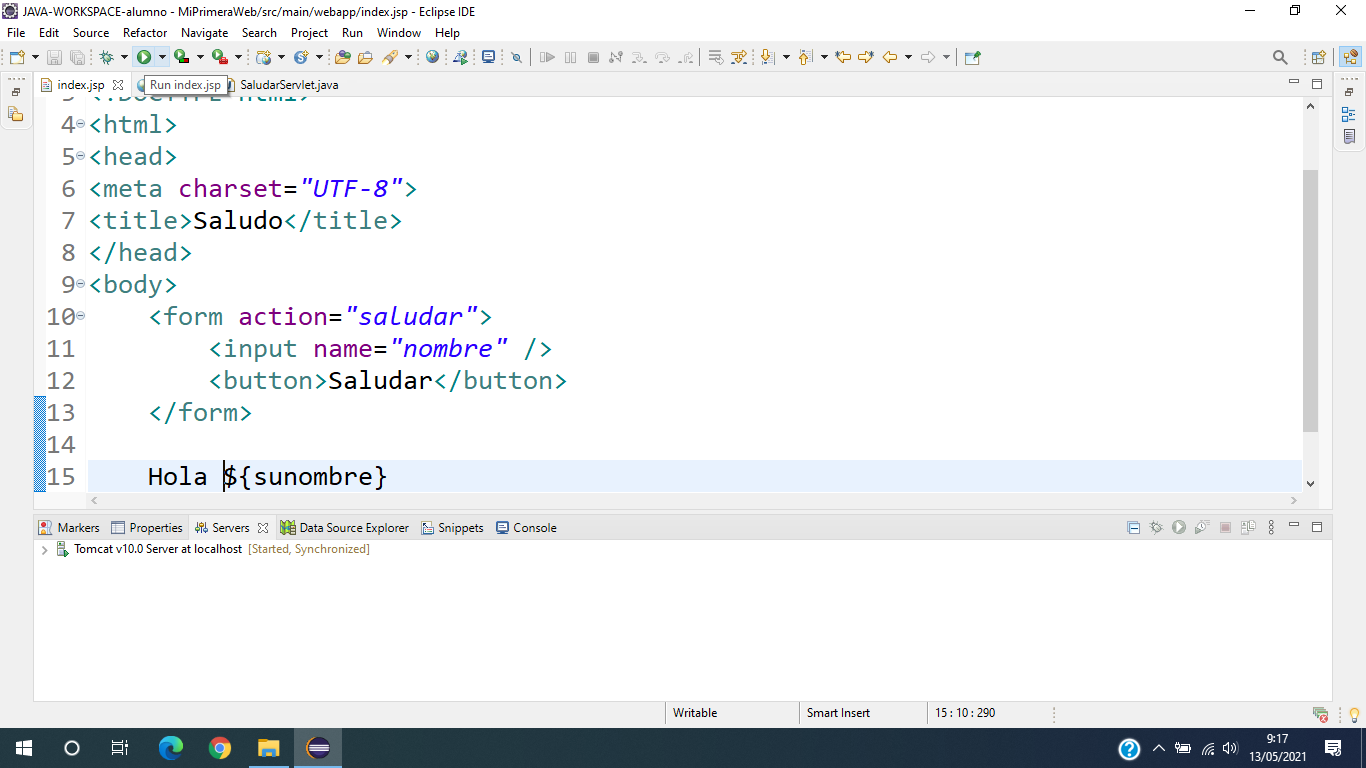 JAVA-WORKSPACE-alumno - MiPrimeraWeb/src/main/webapp/index.jsp - Eclipse IDE
File Edit Source Refactor Navigate Search Project Run Window Help
index.jsp Run index.jsp SaludarServlet.java
4 <html>
5 <head>
6 <meta charset="UTF-8">
7 <title>Saludo</title>
8 </head>
9 <body>
10 <form action="saludar">
11 <input name="nombre" />
12 <button>Saludar</button>
13 </form>
14
15 Hola ${sunombre}
Markers Properties Servers Data Source Explorer Snippets Console
Tomcat v10.0 Server at localhost [Started, Synchronized]
Writable Smart Insert 15 : 10 : 290
9:17
13/05/2021